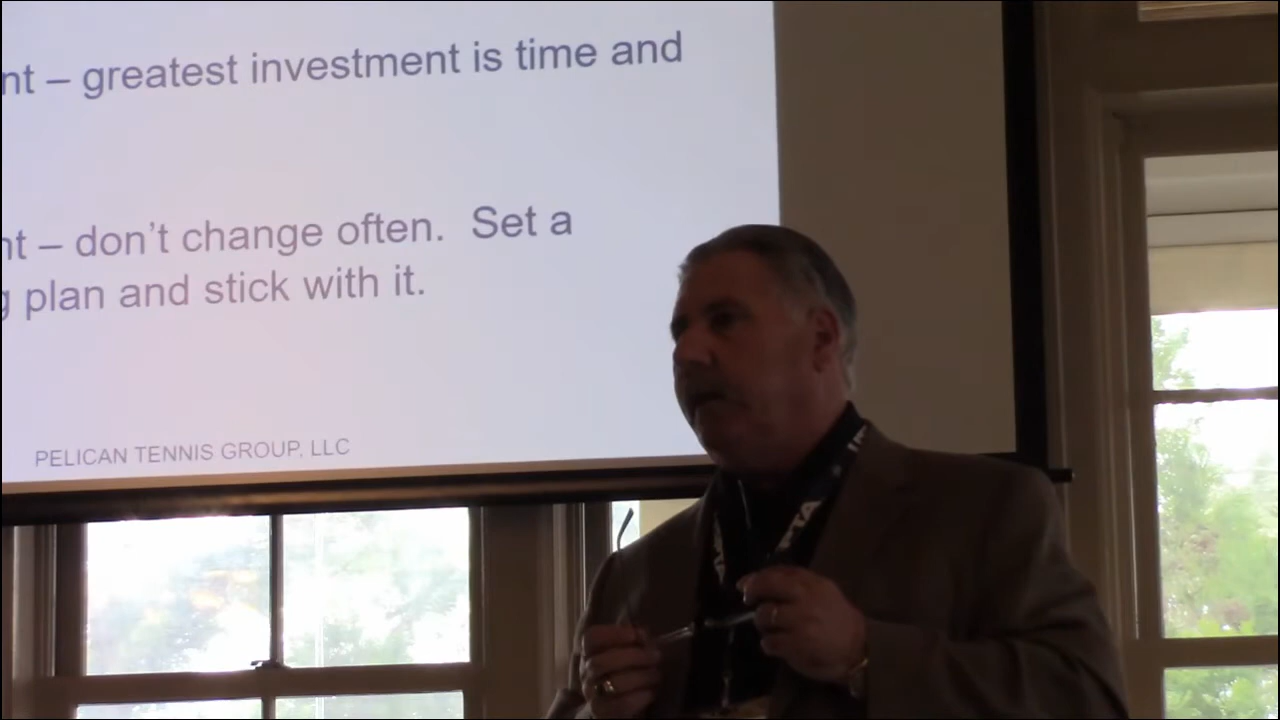 nt – greatest investment is time and
nt – don't change often. Set a
g plan and stick with it.
PELICAN TENNIS GROUP, LLC